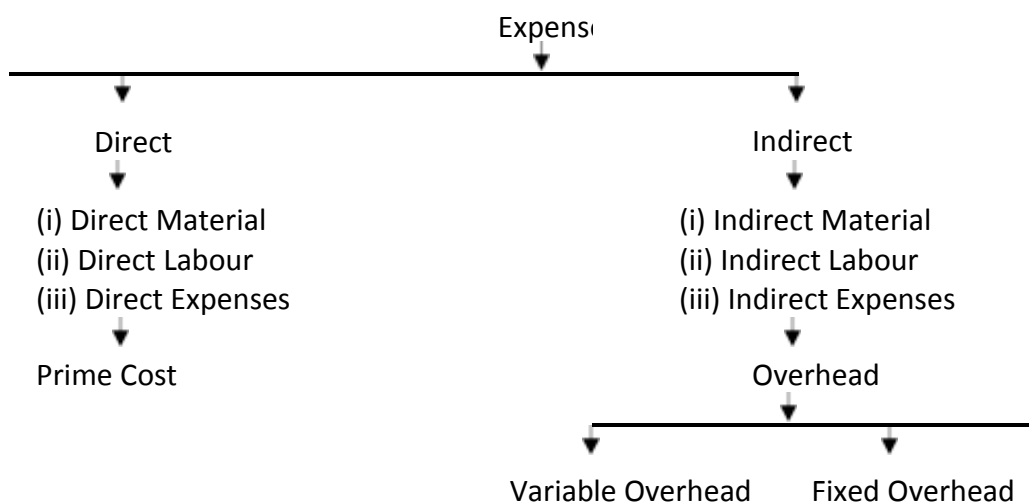 Expens
Direct
Indirect
(i) Direct Material
(ii) Direct Labour
(iii) Direct Expenses
(i) Indirect Material
(ii) Indirect Labour
(iii) Indirect Expenses
Prime Cost
Overhead
Variable Overhead
Fixed Overhead